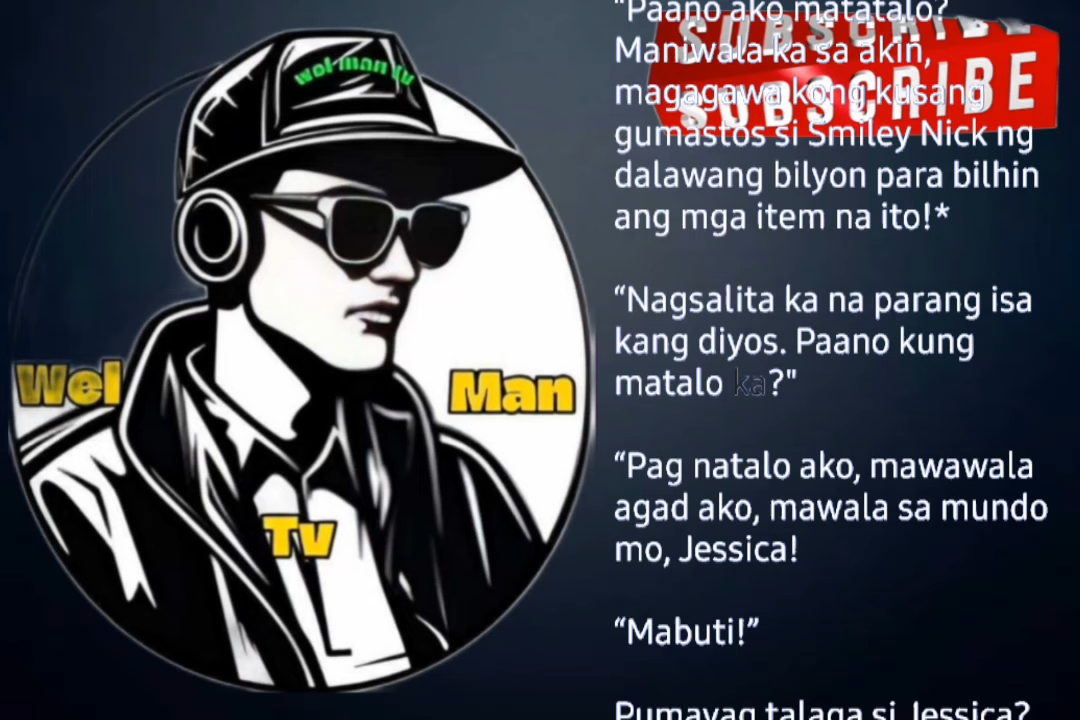 wel man tv
Wel
Man
Tv
SUBSCRIBE
SUBSCRIBE
"Paano ako matatalo?
Maniwala ka sa akin,
magagawa kong kusang
gumastos si Smiley Nick ng
dalawang bilyon para bilhin
ang mga item na ito!*
“Nagsalita ka na parang isa
kang diyos. Paano kung
matalo ka?"
“Pag natalo ako, mawawala
agad ako, mawala sa mundo
mo, Jessica!
“Mabuti!”
Pumayag talaga si Jessica?